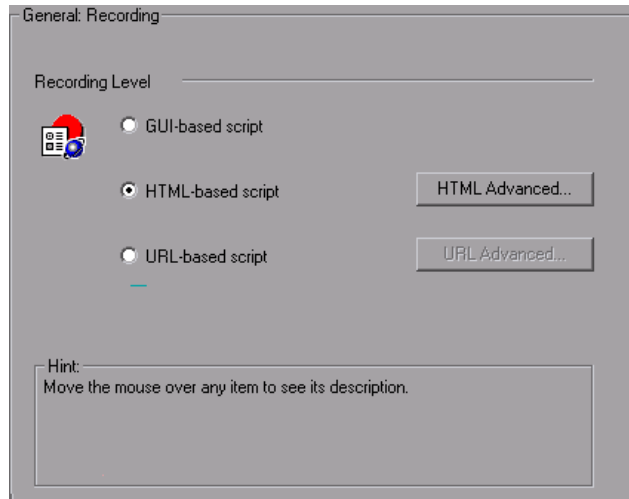 General: Recording
Recording Level
GUI-based script
HTML-based script
HTML Advanced...
URL-based script
URL Advanced...
Hint:
Move the mouse over any item to see its description.